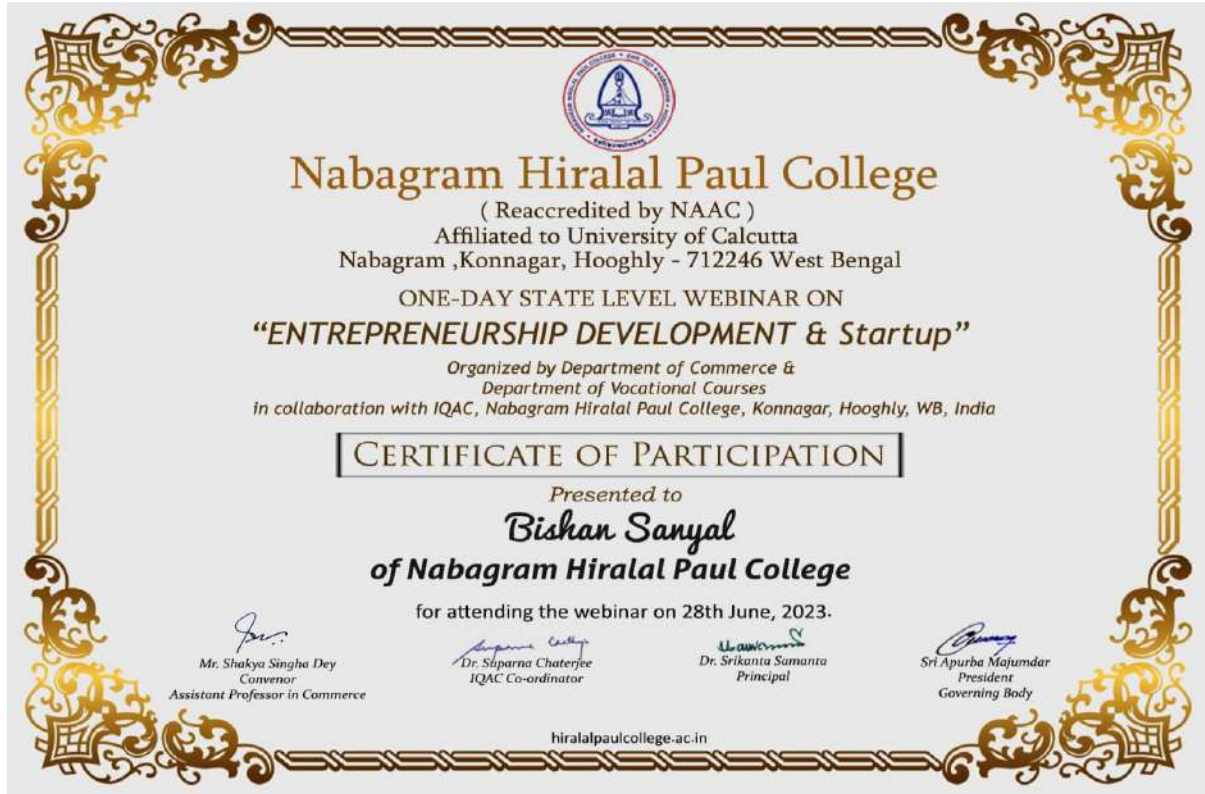 Nabagram Hiralal Paul College
( Reaccredited by NAAC )
Affiliated to University of Calcutta
Nabagram ,Konnagar, Hooghly - 712246 West Bengal
ONE-DAY STATE LEVEL WEBINAR ON
“ENTREPRENEURSHIP DEVELOPMENT & Startup”
Organized by Department of Commerce &
Department of Vocational Courses
in collaboration with IQAC, Nabagram Hiralal Paul College, Konnagar, Hooghly, WB, India
CERTIFICATE OF PARTICIPATION
Presented to
Bishan Sanyal
of Nabagram Hiralal Paul College
for attending the webinar on 28th June, 2023.
Mr. Shakya Singha Dey
Convenor
Assistant Professor in Commerce
Dr. Suparna Chaterjee
IQAC Co-ordinator
Dr. Srikanta Samanta
Principal
Sri Apurba Majumdar
President
Governing Body
hiralalpaulcollege.ac.in